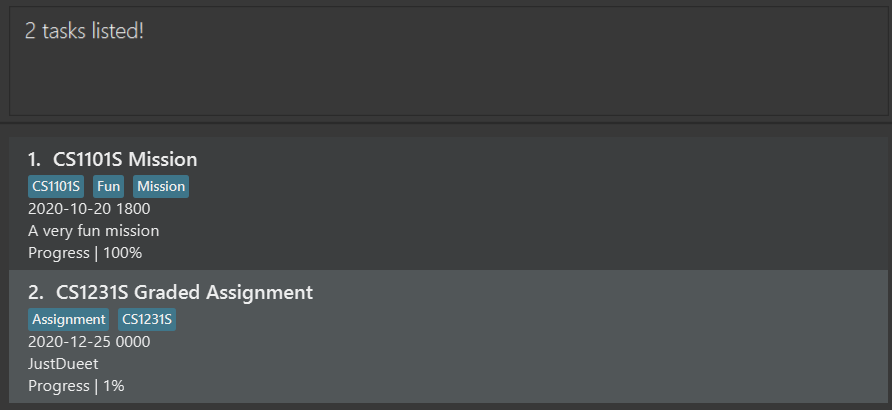 2 tasks listed!
1. CS1101S Mission
CS1101S Fun Mission
2020-10-20 1800
A very fun mission
Progress | 100%
2. CS1231S Graded Assignment
Assignment CS1231S
2020-12-25 0000
JustDueet
Progress | 1%